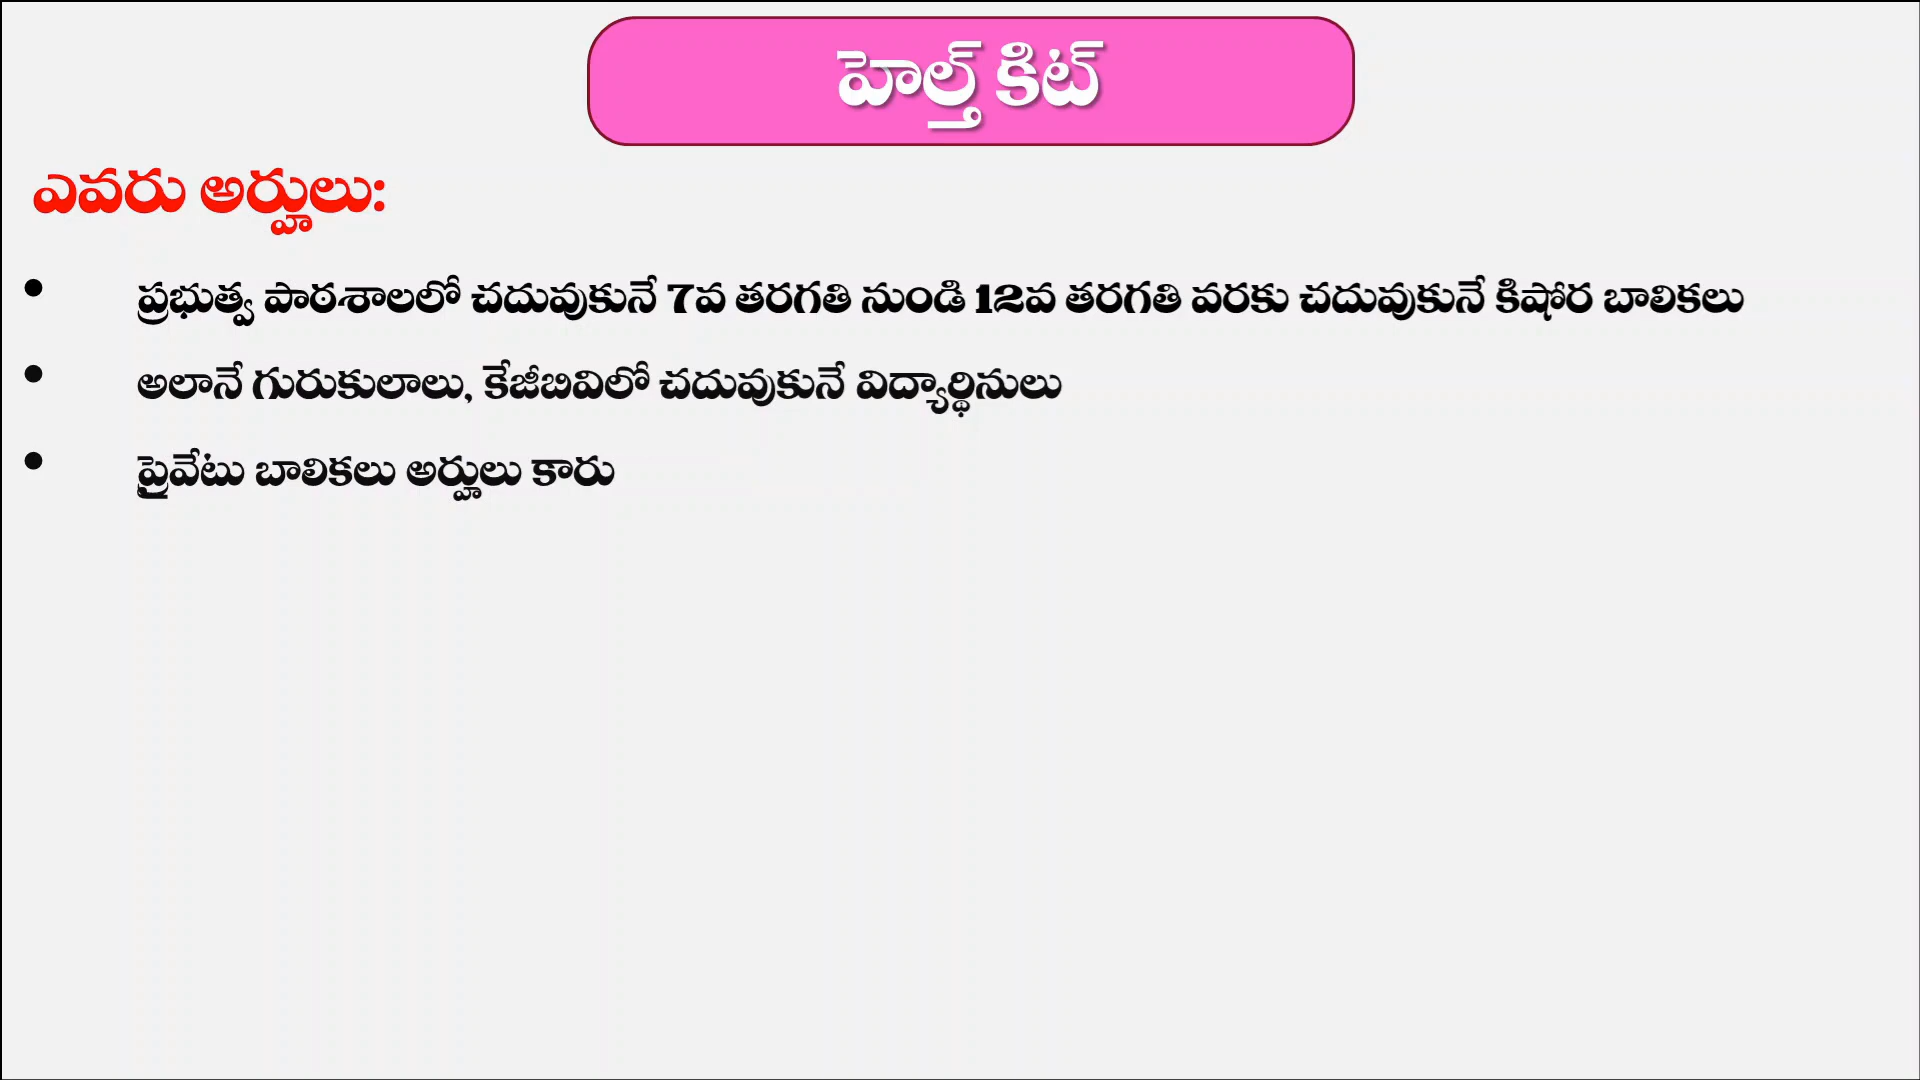 హెల్త్ కిట్
ఎవరు అర్హులు:
• ప్రభుత్వ పాఠశాలలో చదువుకునే 7వ తరగతి నుండి 12వ తరగతి వరకు చదువుకునే కిషోర బాలికలు
• అలానే గురుకులాలు, కేజీబివిలో చదువుకునే విద్యార్థినులు
• ప్రైవేటు బాలికలు అర్హులు కారు